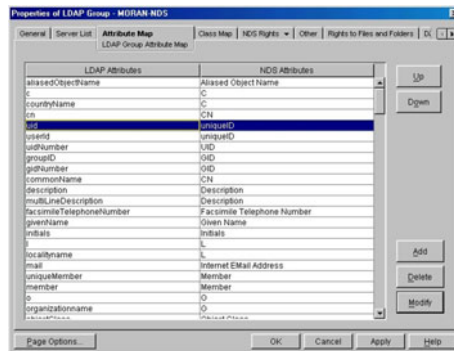 Properties of LDAP Group - MORAN-NDS
General Server List Attribute Map Class Map NDS Rights Other Rights to Files and Folders
LDAP Group Attribute Map
LDAP Attributes NDS Attributes
aliasedObjectName Aliased Object Name
c C
countryName C
cn CN
uid uniqueID
userId uniqueID
uidNumber UID
groupID GID
gidNumber GID
commonName CN
description Description
multiLineDescription Description
facsimileTelephoneNumber Facsimile Telephone Number
givenName Given Name
initials Initials
l L
localityname L
mail Internet EMail Address
uniqueMember Member
member Member
o O
organizationname O
objectClass Object Class
Up
Down
Add
Delete
Modify
Page Options... OK Cancel Apply Help